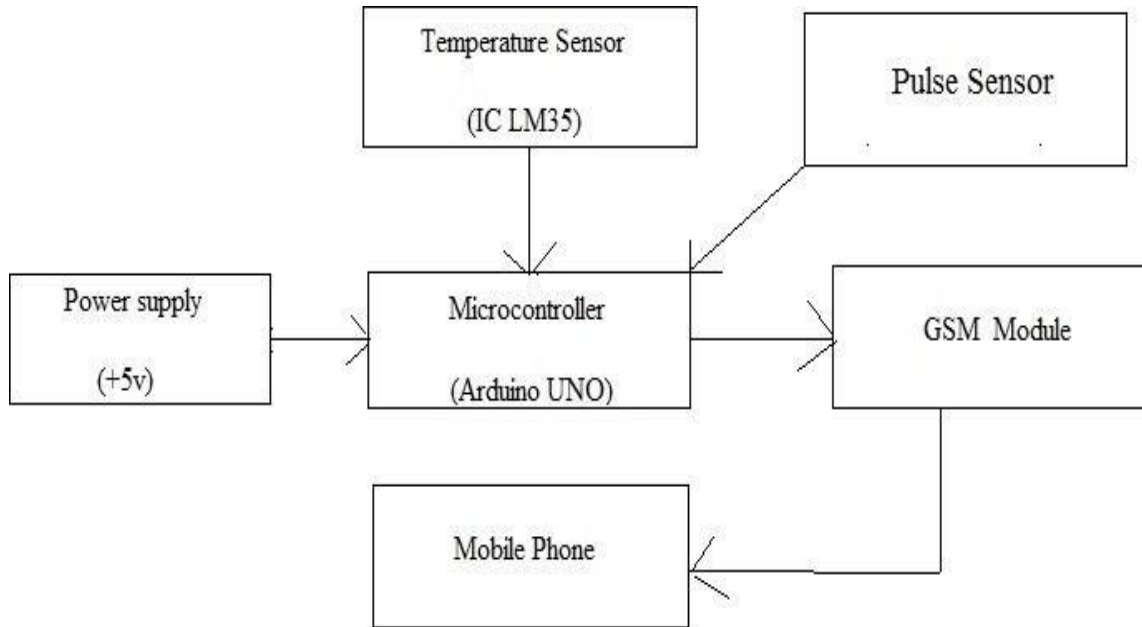 Temperature Sensor
(IC LM35)
Pulse Sensor
Power supply
(+5v)
Microcontroller
(Arduino UNO)
GSM Module
Mobile Phone